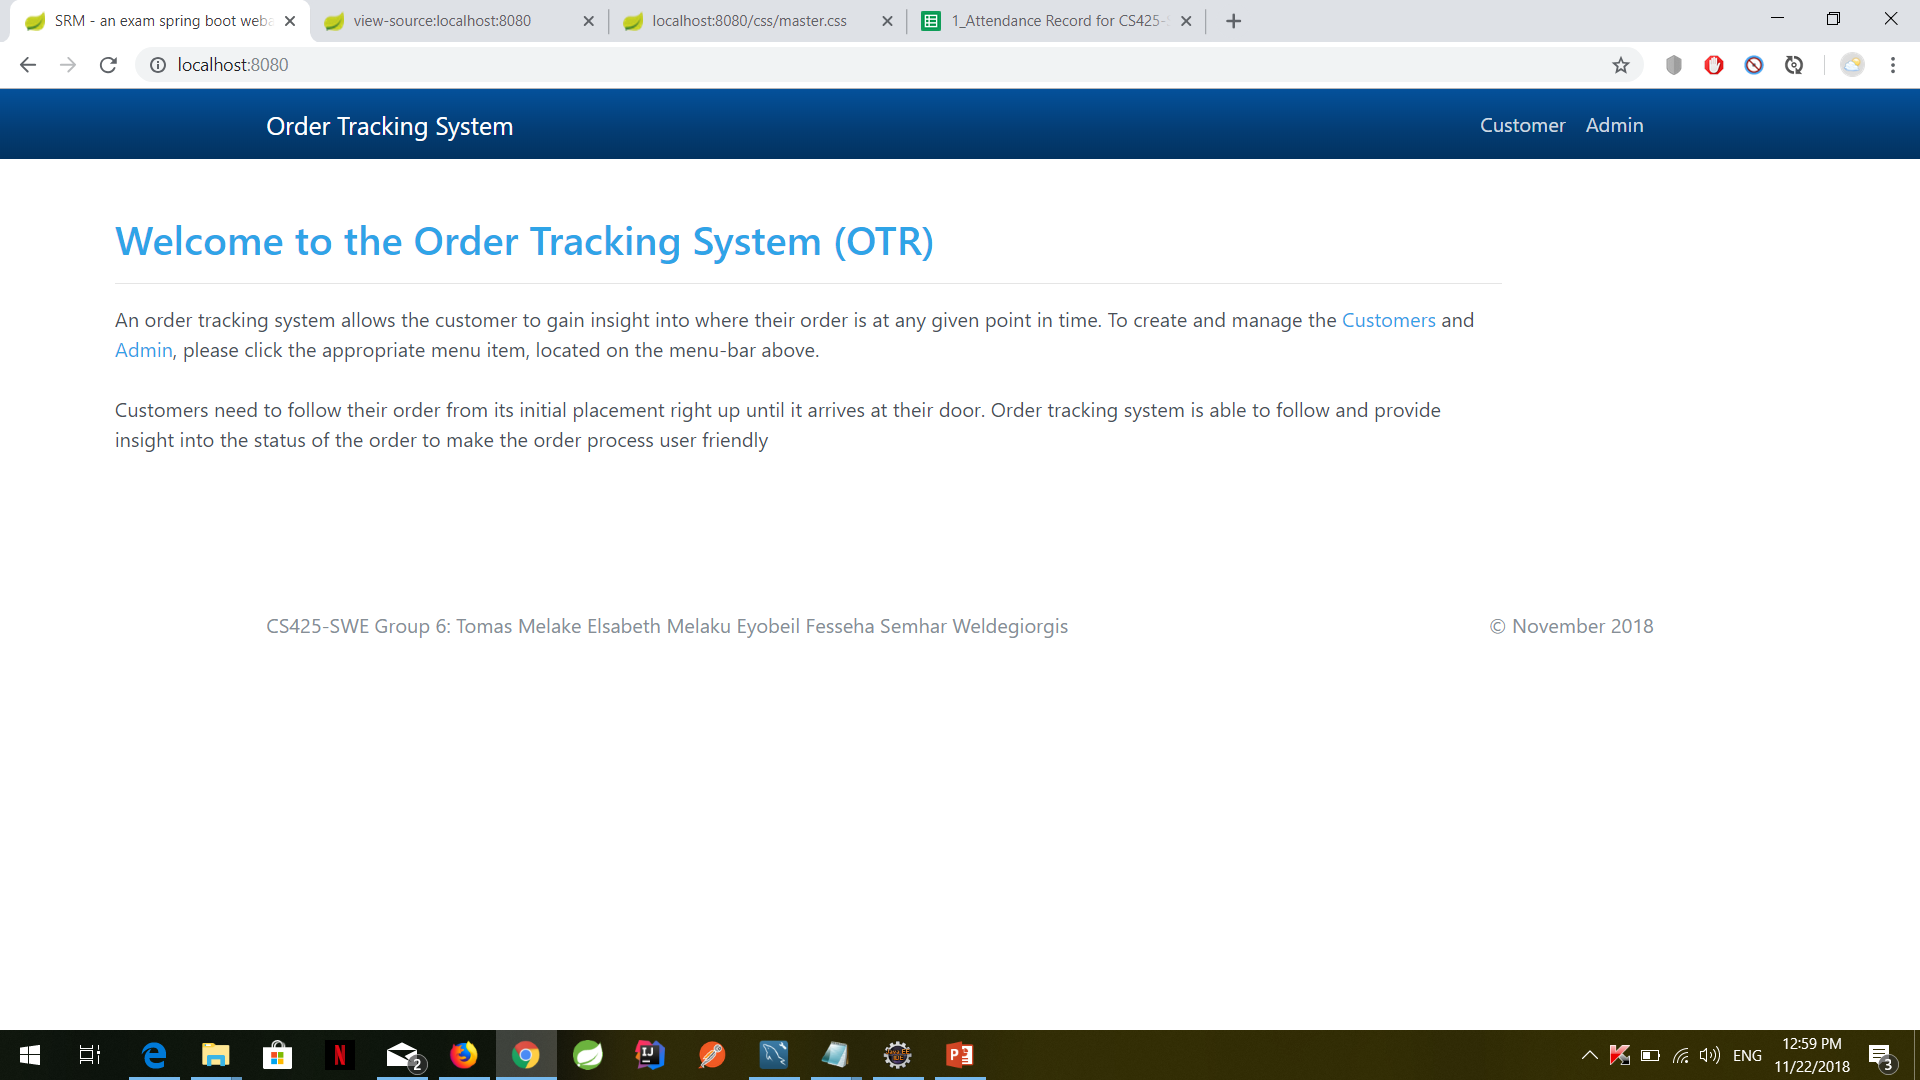 SRM - an exam spring boot weba
view-source:localhost:8080
localhost:8080/css/master.css
1_Attendance Record for CS425-
localhost:8080
Order Tracking System
Customer Admin
Welcome to the Order Tracking System (OTR)
An order tracking system allows the customer to gain insight into where their order is at any given point in time. To create and manage the Customers and
Admin, please click the appropriate menu item, located on the menu-bar above.
Customers need to follow their order from its initial placement right up until it arrives at their door. Order tracking system is able to follow and provide
insight into the status of the order to make the order process user friendly
CS425-SWE Group 6: Tomas Melake Elsabeth Melaku Eyobeil Fesseha Semhar Weldegiorgis
© November 2018
2
ENG
12:59 PM
11/22/2018
3